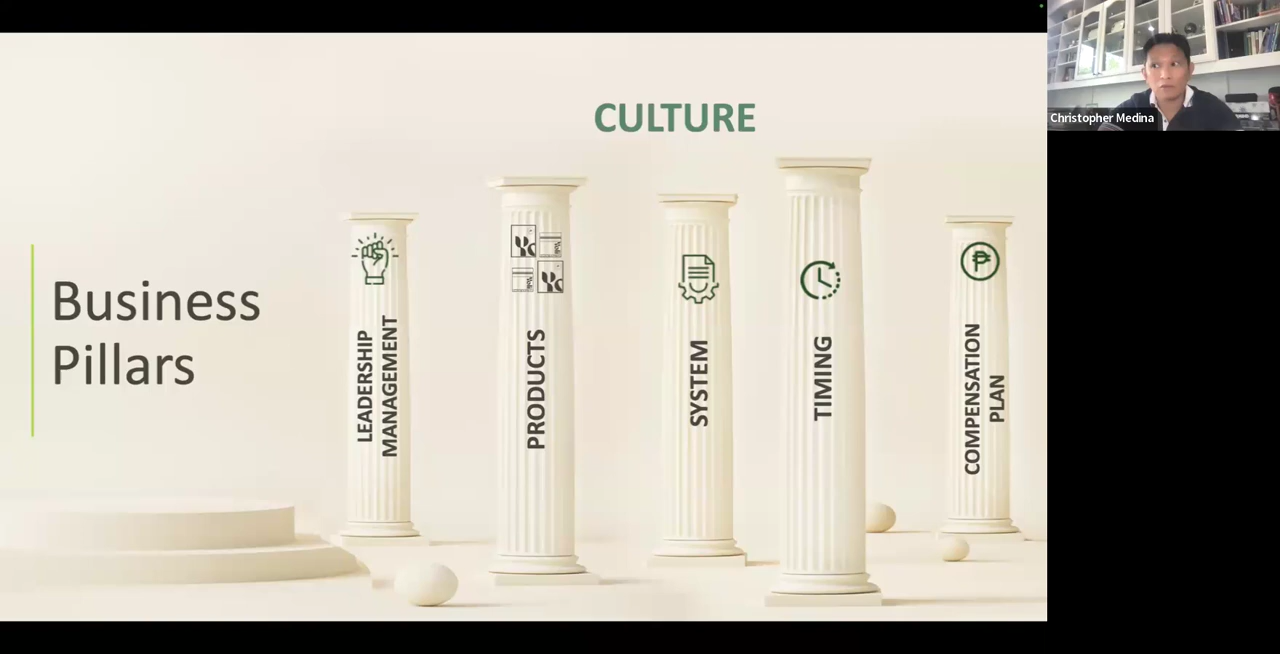 CULTURE
Business
Pillars
LEADERSHIP
MANAGEMENT
PRODUCTS
SYSTEM
TIMING
COMPENSATION
PLAN
Christopher Medina